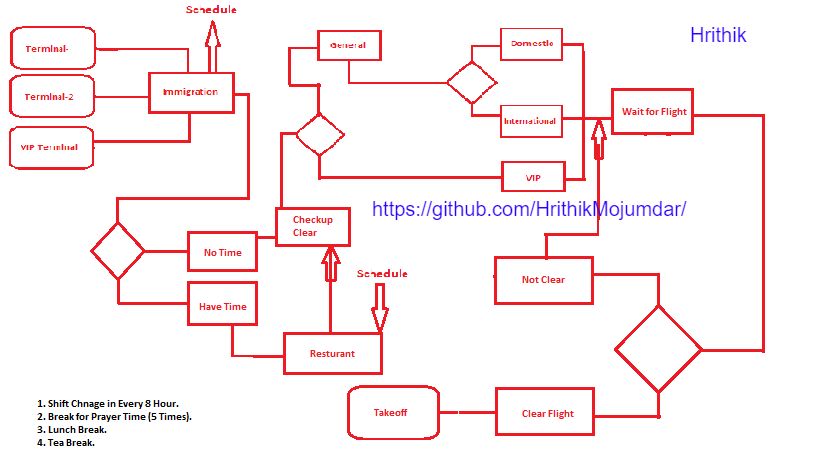 Schedule
Hrithik
Terminal-
Terminal-2
VIP Terminal
Immigration
General
Domestic
International
VIP
Wait for Flight
https://github.com/HrithikMojumdar/
Checkup
Clear
No Time
Have Time
Schedule
Resturant
Not Clear
Takeoff
Clear Flight
1. Shift Chnage in Every 8 Hour.
2. Break for Prayer Time (5 Times).
3. Lunch Break.
4. Tea Break.